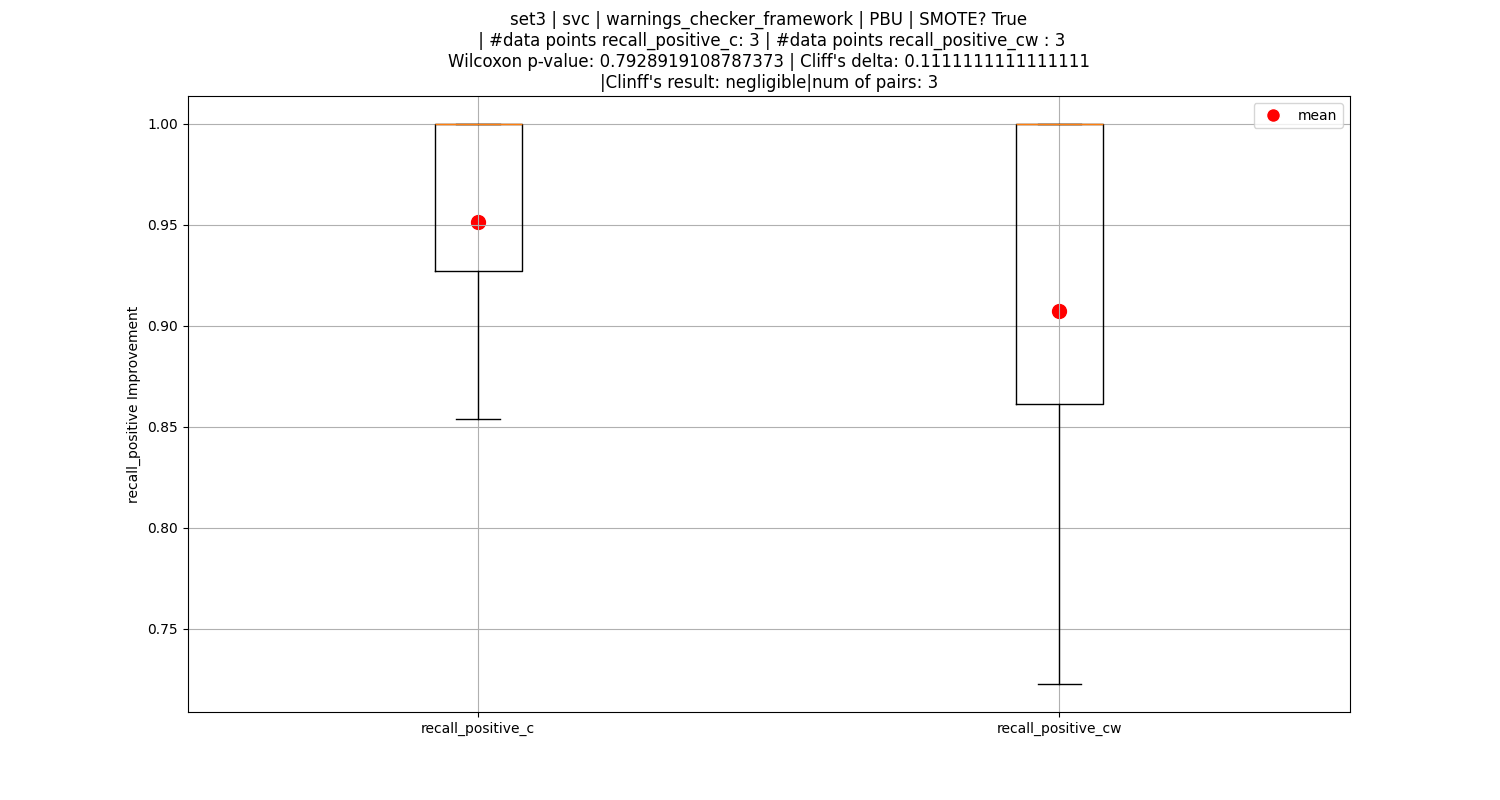 set3 | svc | warnings_checker_framework | PBU | SMOTE? True
| #data points recall_positive_c: 3 | #data points recall_positive_cw : 3
Wilcoxon p-value: 0.7928919108787373 | Cliff's delta: 0.1111111111111111
|Clinff's result: negligible|num of pairs: 3
mean
1.00
0.95
0.90
0.85
0.80
0.75
recall_positive Improvement
recall_positive_c
recall_positive_cw